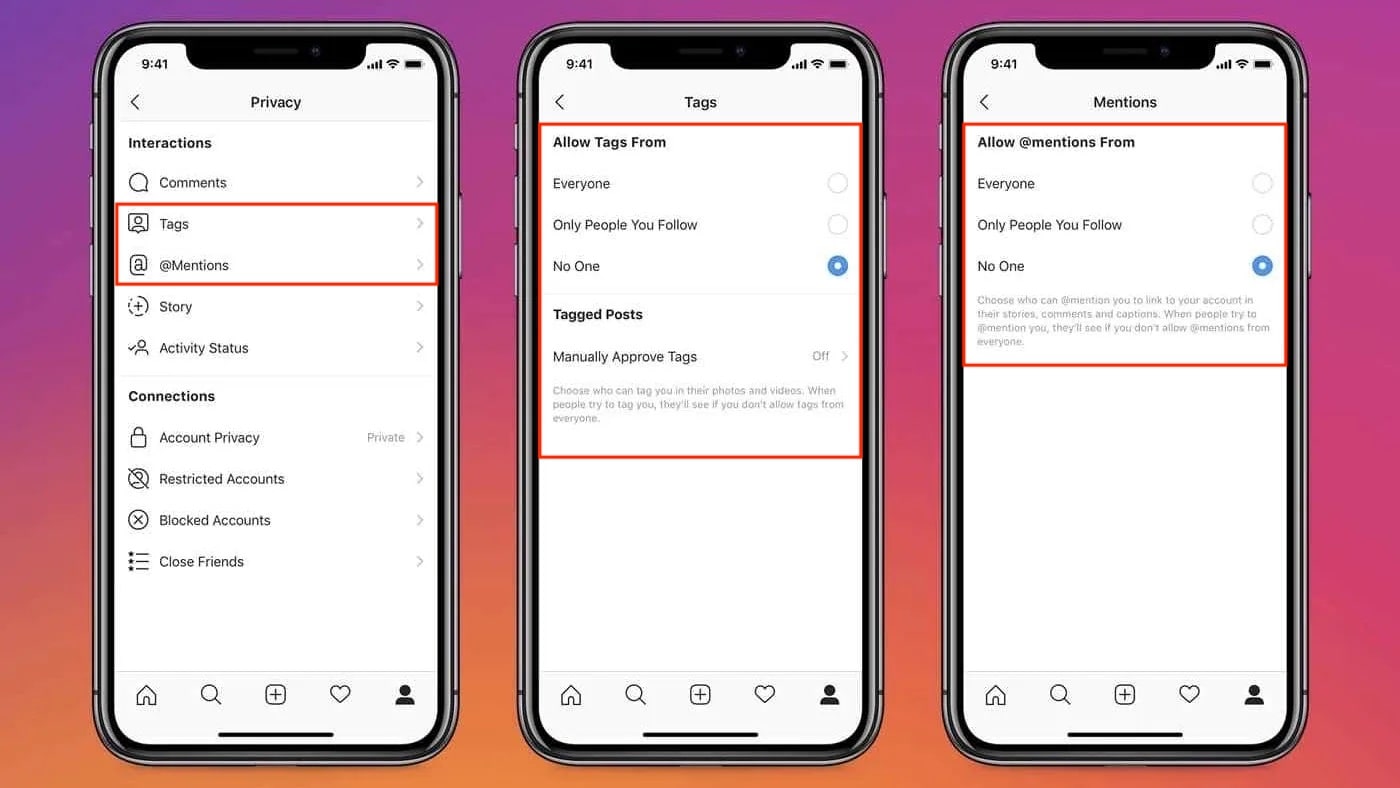 9:41
Privacy
Interactions
Comments
Tags
@Mentions
Story
Activity Status
Connections
Account Privacy Private
Restricted Accounts
Blocked Accounts
Close Friends
9:41
Tags
Allow Tags From
Everyone
Only People You Follow
No One
Tagged Posts
Manually Approve Tags Off
Choose who can tag you in their photos and videos. When
people try to tag you, they'll see if you don't allow tags from
everyone.
9:41
Mentions
Allow @mentions From
Everyone
Only People You Follow
No One
Choose who can @mention you to link to your account in
their stories, comments and captions. When people try to
@mention you, they'll see if you don't allow @mentions from
everyone.